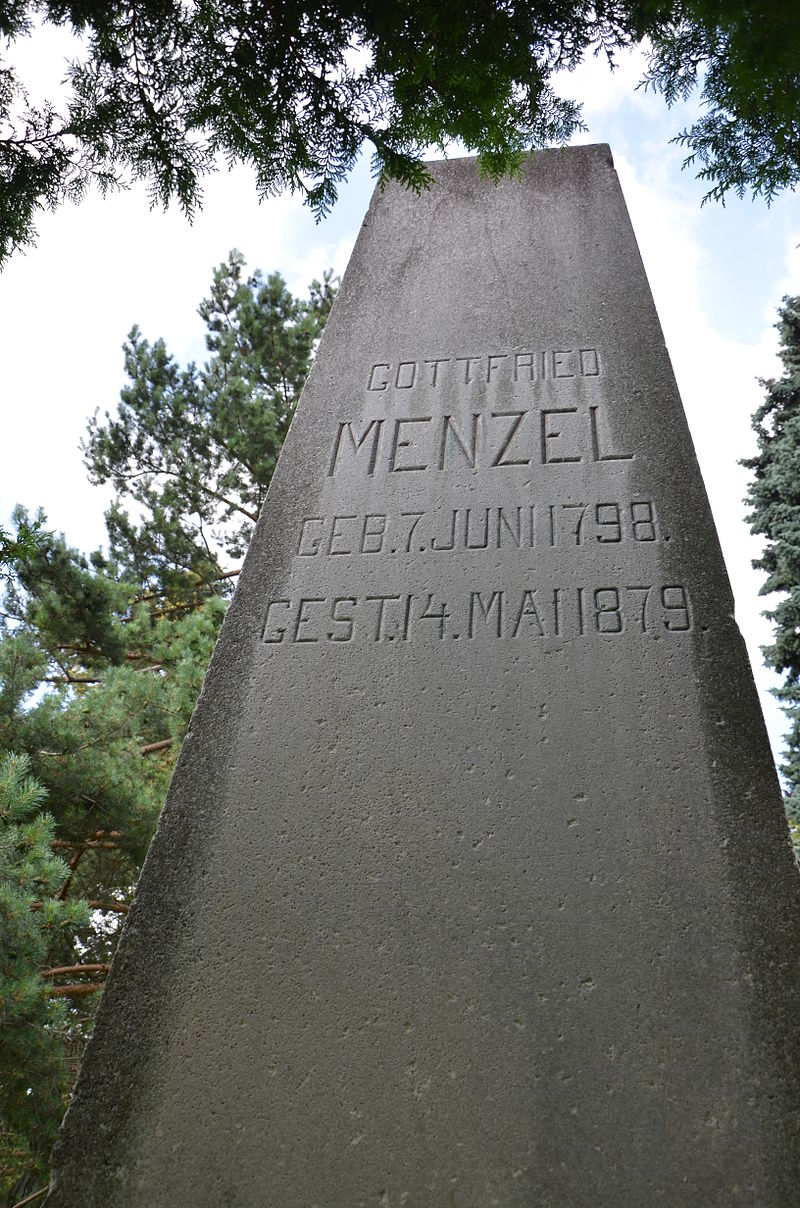 GOTTFRIED
MENZEL
GEB.7.JUNI 1798.
GEST.14.MAI 1879.